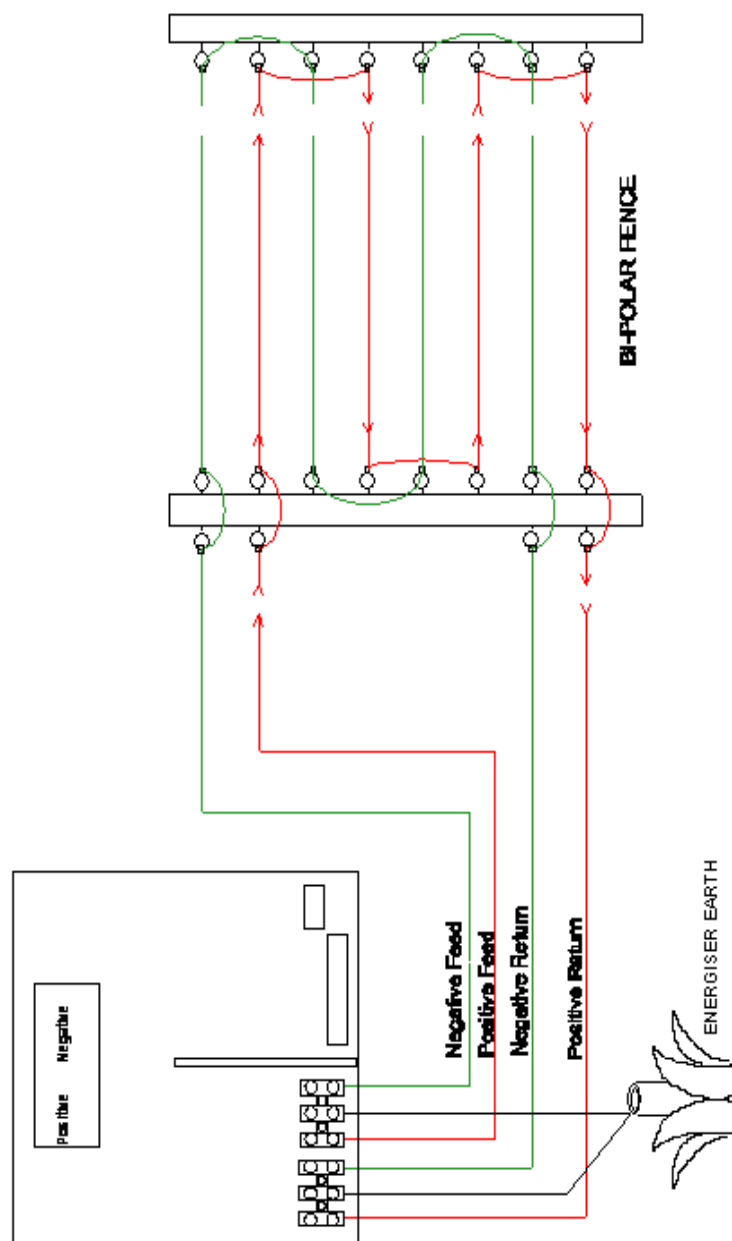 BI-POLAR FENCE
Negative Feed
Positive Feed
Negative Return
Positive Return
ENERGISER EARTH
Positive Negative